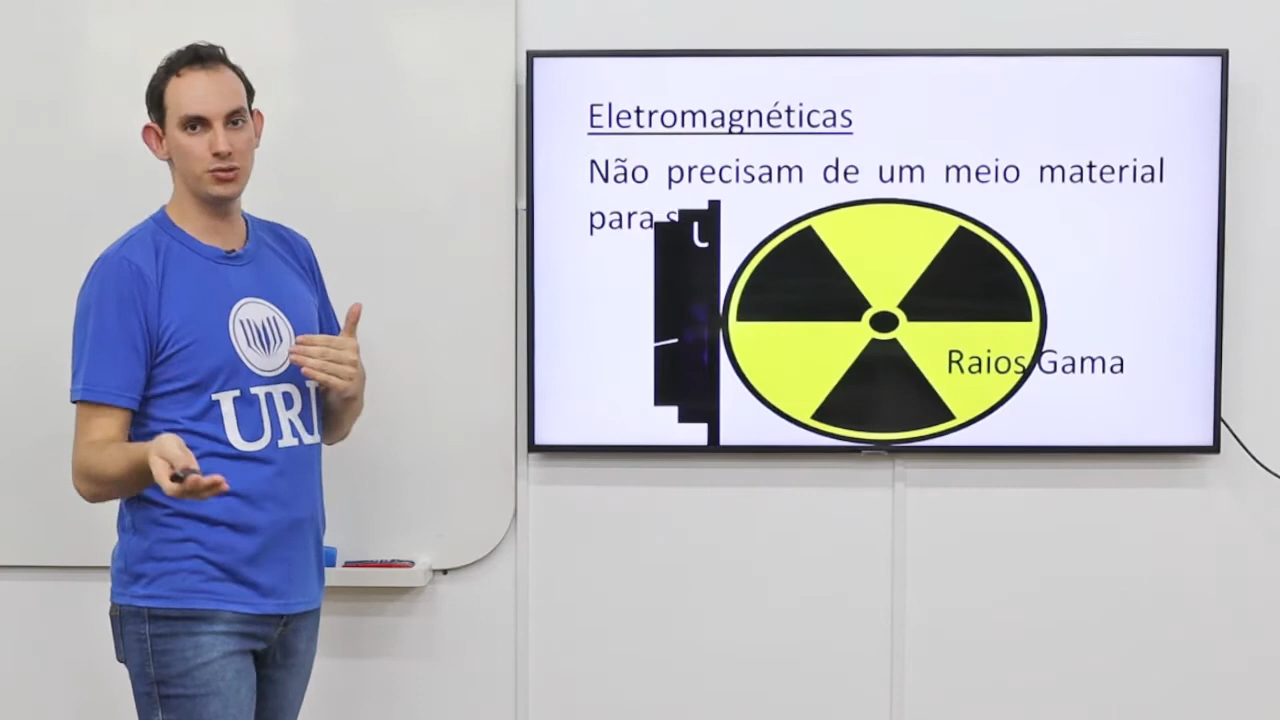 Eletromagnéticas
Não precisam de um meio material
para
Raios Gama
URI